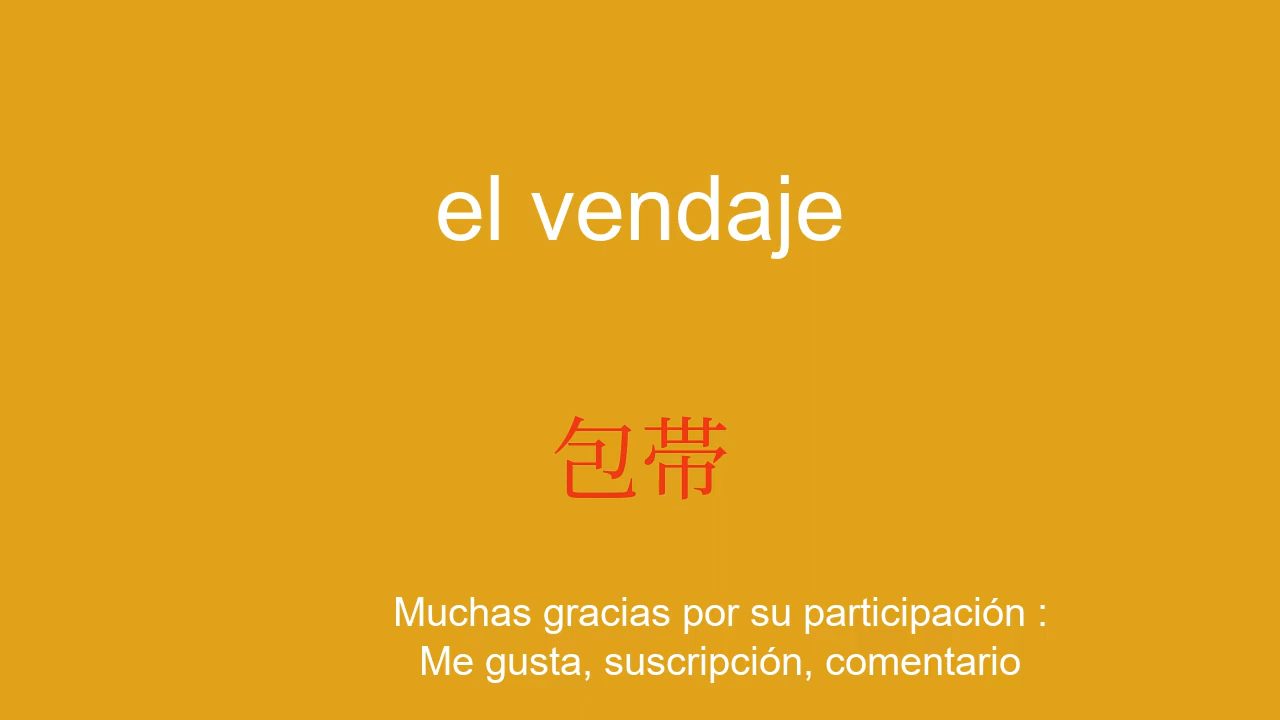 el vendaje
包帯
Muchas gracias por su participación :
Me gusta, suscripción, comentario